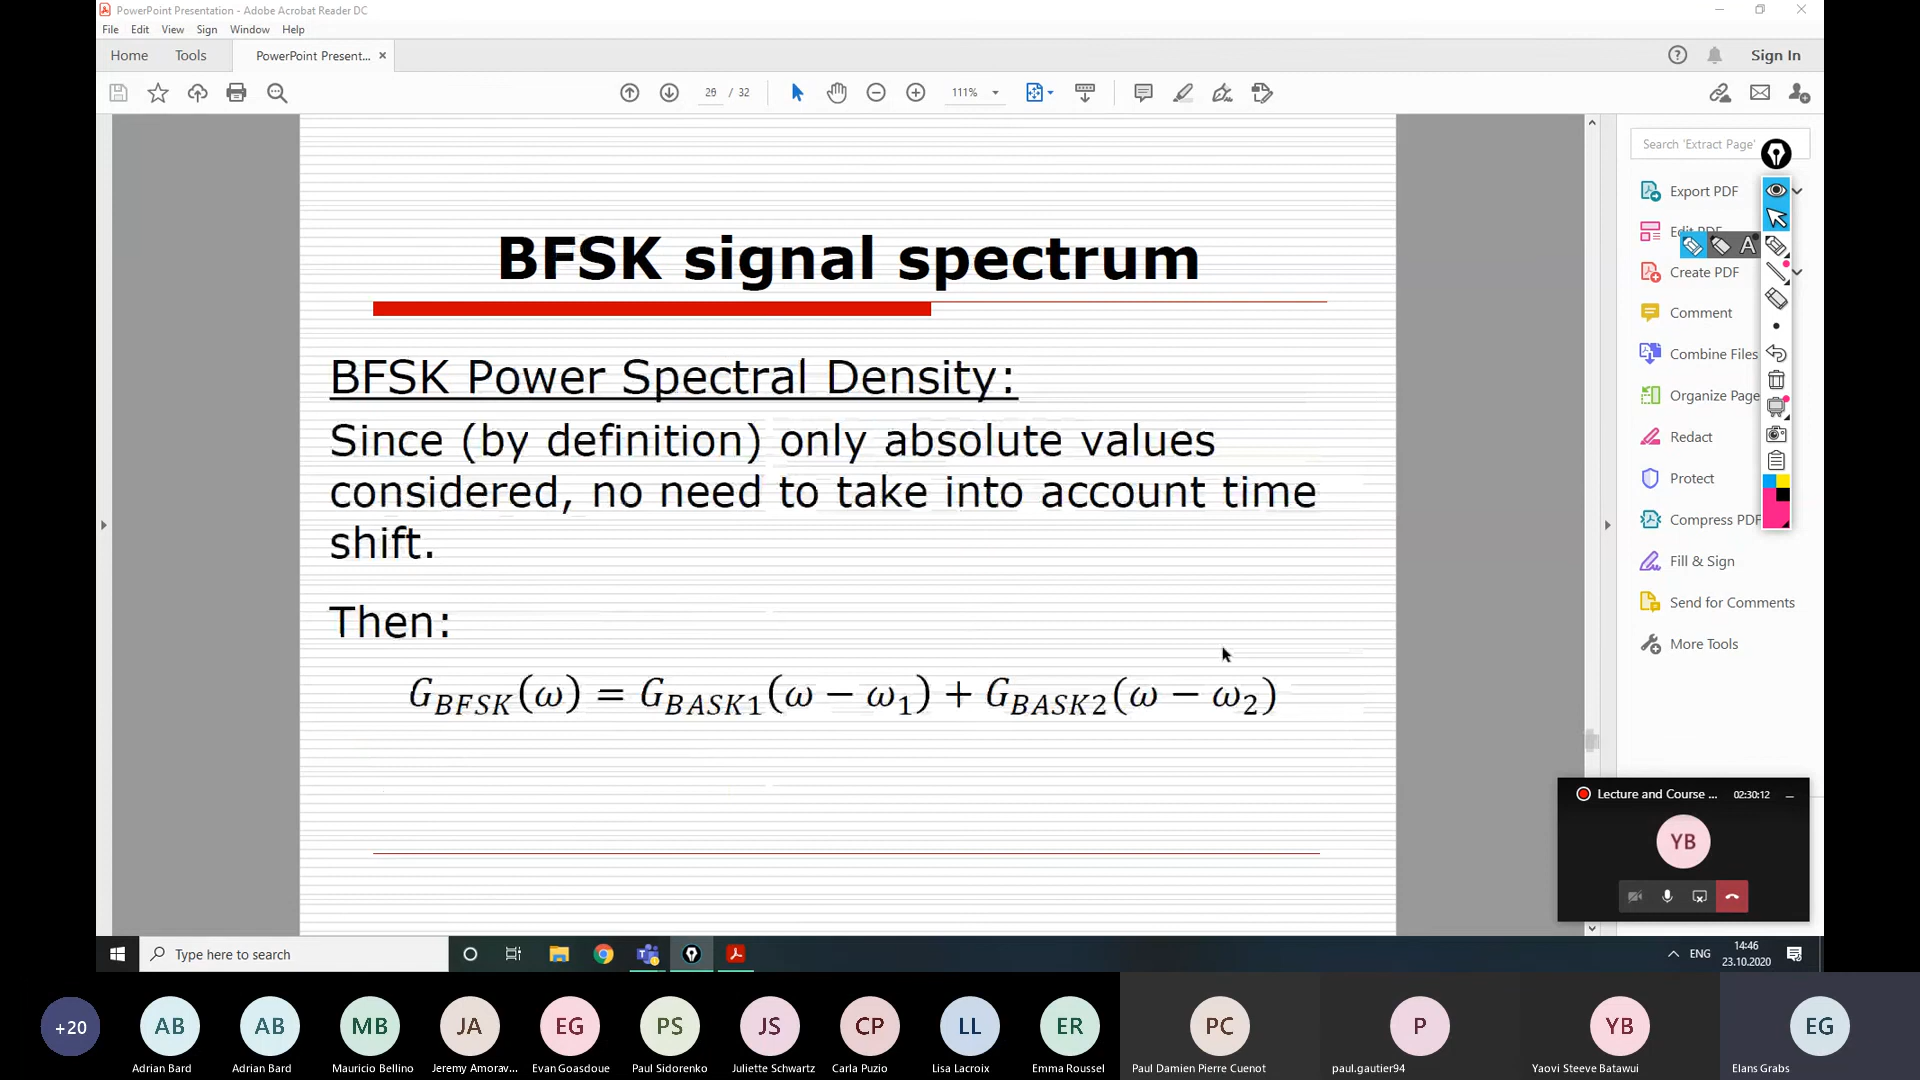 PowerPoint Presentation - Adobe Acrobat Reader DC
File Edit View Sign Window Help
Home Tools PowerPoint Present... ×
Sign In
26 / 32
111%
Search 'Extract Page'
Export PDF
Edit PDF
A
Create PDF
Comment
Combine Files
Organize Page
Redact
Protect
Compress PDF
Fill & Sign
Send for Comments
More Tools
BFSK signal spectrum
BFSK Power Spectral Density:
Since (by definition) only absolute values
considered, no need to take into account time
shift.
Then:
G_BFSK(ω) = G_BASK1(ω − ω₁) + G_BASK2(ω − ω₂)
Lecture and Course ... 02:30:12
YB
Type here to search
ENG
14:46
23.10.2020
+20
AB
AB
MB
JA
EG
PS
JS
CP
LL
ER
PC
P
YB
EG
Adrian Bard
Adrian Bard
Mauricio Bellino
Jeremy Amorav...
Evan Goasdoue
Paul Sidorenko
Juliette Schwartz
Carla Puzio
Lisa Lacroix
Emma Roussel
Paul Damien Pierre Cuenot
paul.gautier94
Yaovi Steeve Batawui
Elans Grabs